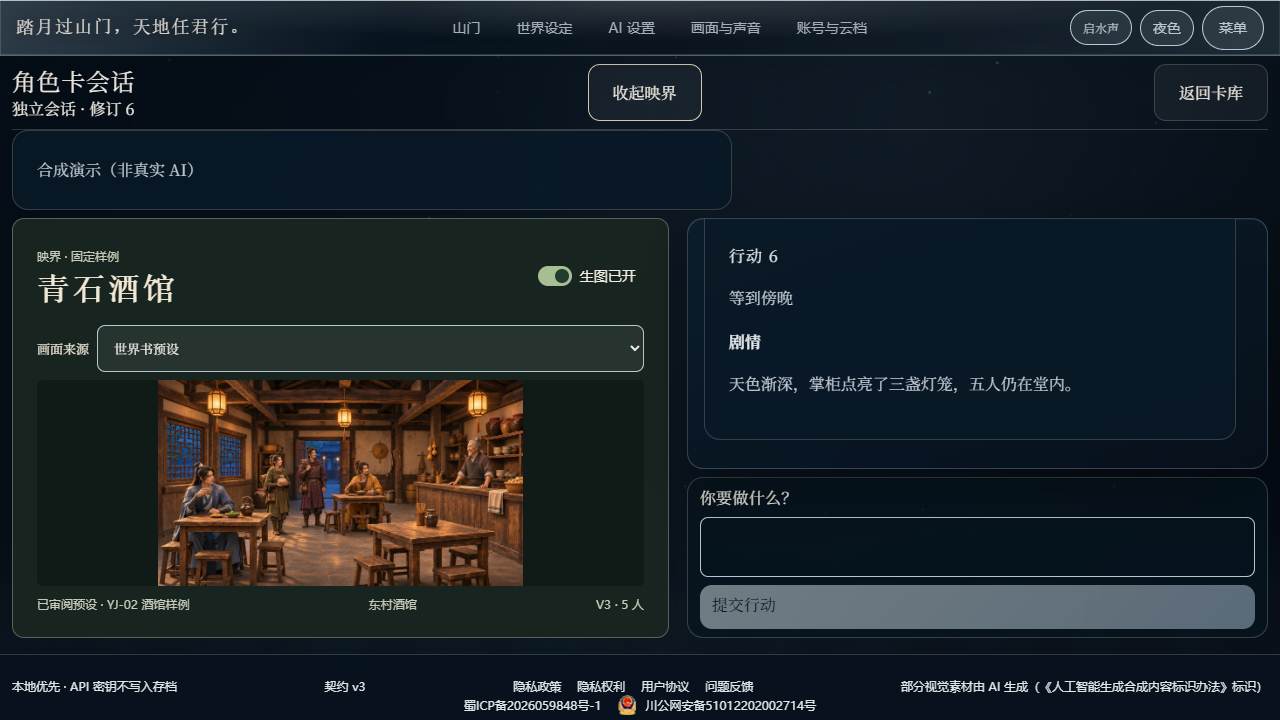 踏月过山门，天地任君行。
山门 世界设定 AI 设置 画面与声音 账号与云档
启水声 夜色 菜单
角色卡会话
独立会话 · 修订 6
收起映界
返回卡库
合成演示（非真实 AI）
映界 · 固定样例
青石酒馆
生图已开
画面来源 世界书预设
已审阅预设 · YJ-02 酒馆样例 东村酒馆 V3 · 5 人
行动 6
等到傍晚
剧情
天色渐深，掌柜点亮了三盏灯笼，五人仍在堂内。
你要做什么？
提交行动
本地优先 · API 密钥不写入存档 契约 v3 隐私政策 隐私权利 用户协议 问题反馈 部分视觉素材由 AI 生成（《人工智能生成合成内容标识办法》标识）
蜀ICP备2026059848号-1 川公网安备51012202002714号